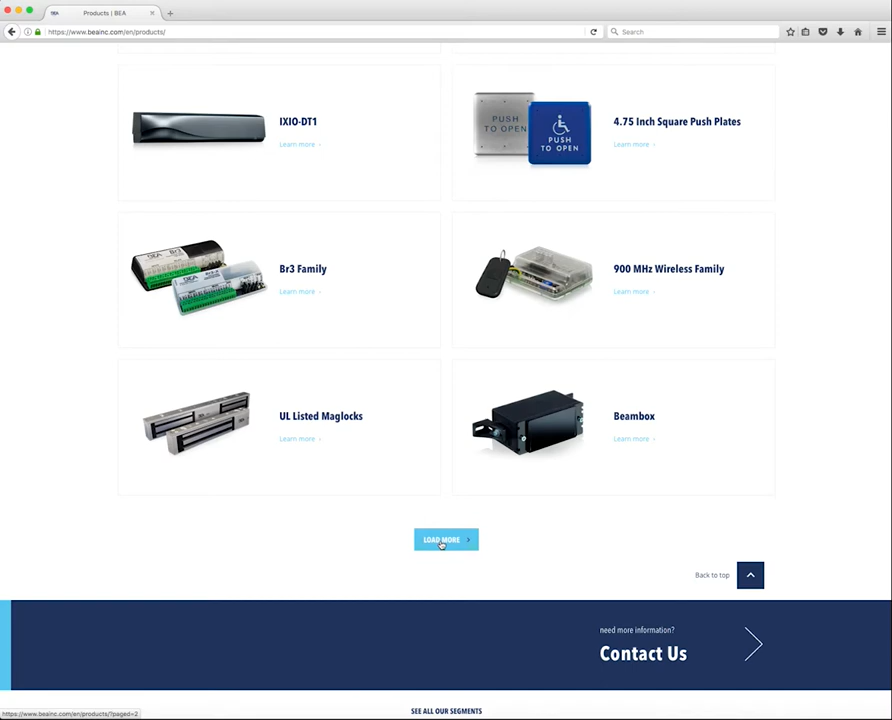 Products | BEA
https://www.beainc.com/en/products/
Search
IXIO-DT1
Learn more
PUSH
TO OPEN
PUSH
TO OPEN
4.75 Inch Square Push Plates
Learn more
BEA
Br3
Br3 Family
Learn more
900 MHz Wireless Family
Learn more
UL Listed Maglocks
Learn more
Beambox
Learn more
LOAD MORE
Back to top
need more information?
Contact Us
SEE ALL OUR SEGMENTS
https://www.beainc.com/en/products/?paged=2